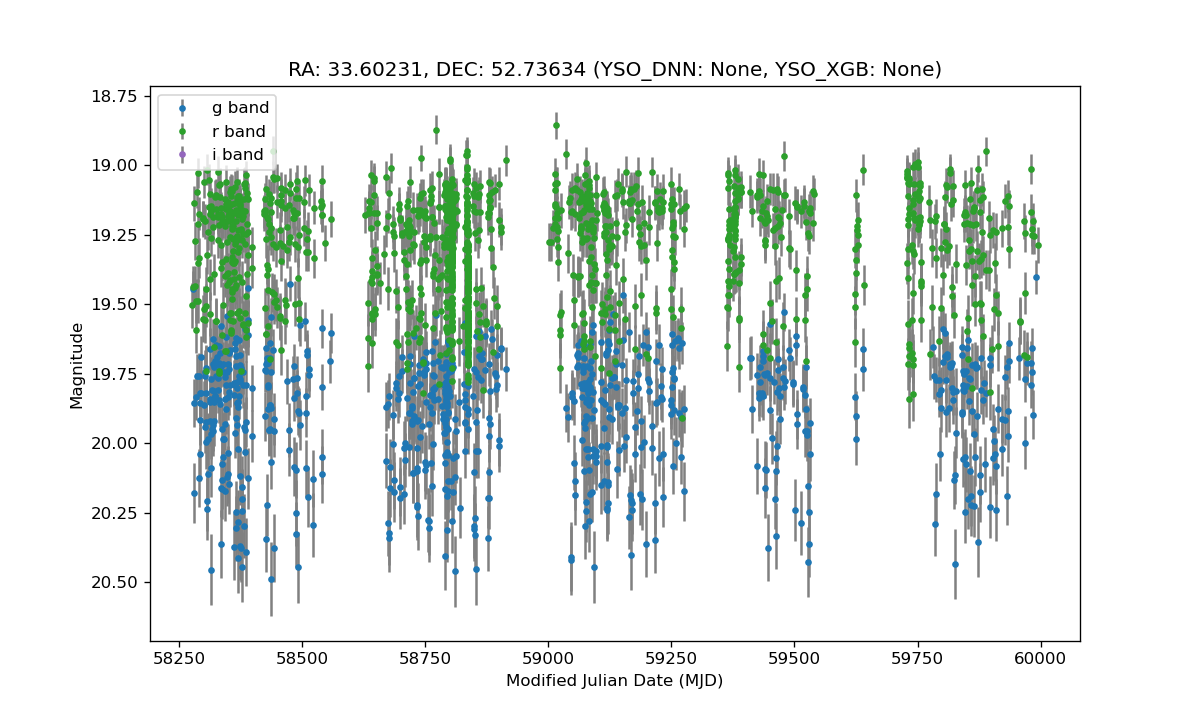 RA: 33.60231, DEC: 52.73634 (YSO_DNN: None, YSO_XGB: None)
g band
r band
i band
18.75
19.00
19.25
19.50
19.75
20.00
20.25
20.50
Magnitude
58250 58500 58750 59000 59250 59500 59750 60000
Modified Julian Date (MJD)